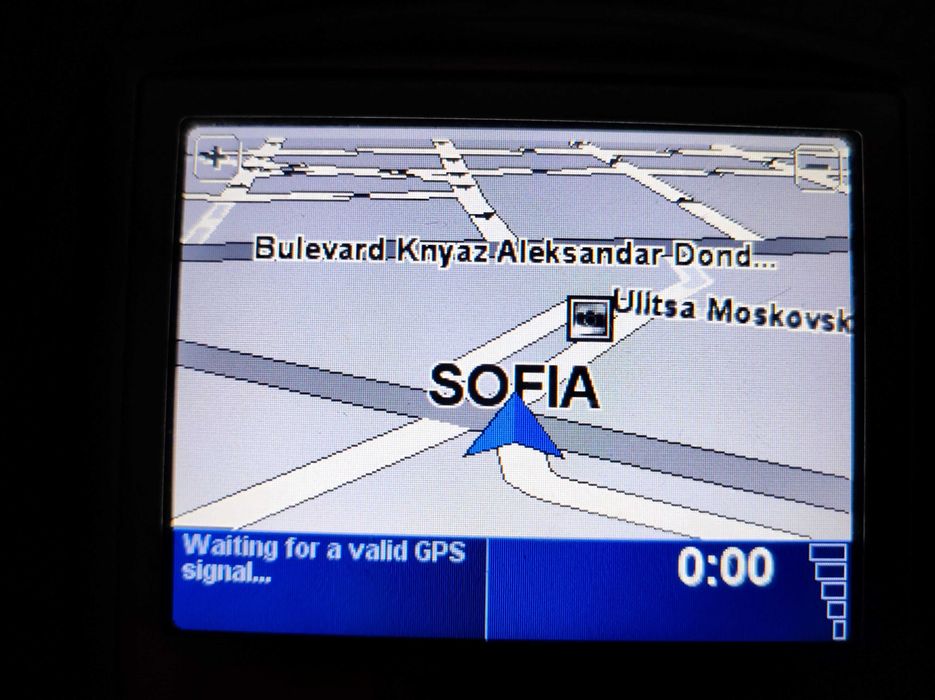 +
-
Bulevard Knyaz Aleksandar Dond...
Ulitsa Moskovsk
SOFIA
Waiting for a valid GPS
signal...
0:00